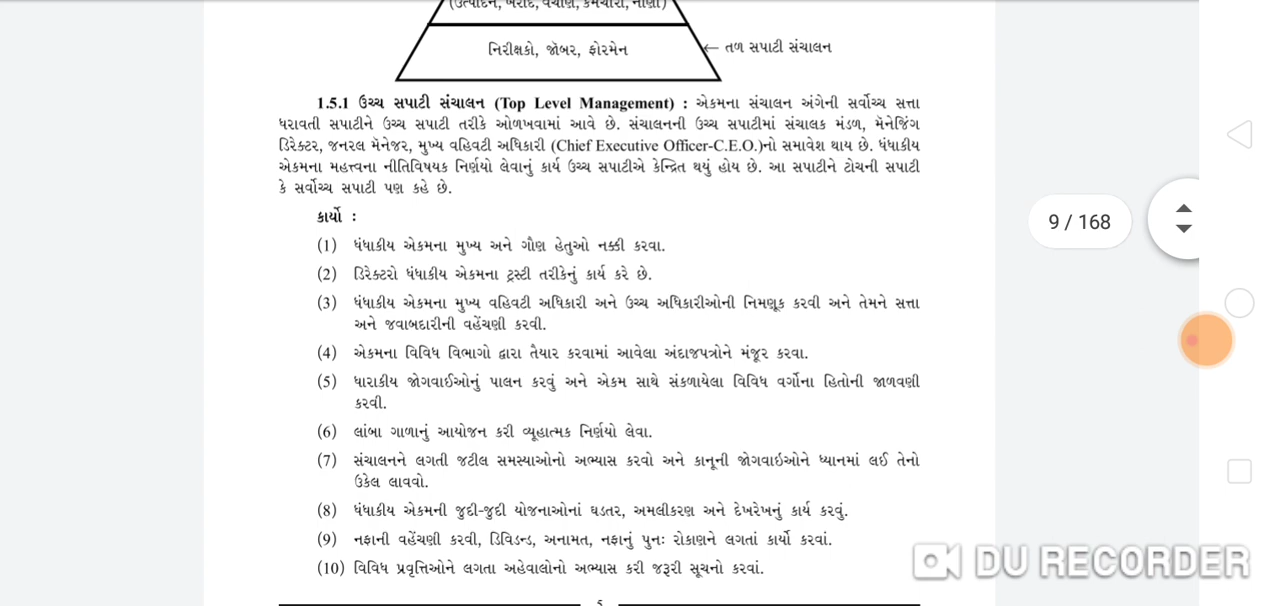 (ઉત્પાદન, ખરીદ, વેચાણ, કર્મચારી, નાણાં)
નિરીક્ષકો, જૉબર, ફોરમેન
← તળ સપાટી સંચાલન
1.5.1 ઉચ્ચ સપાટી સંચાલન (Top Level Management) : એકમના સંચાલન અંગેની સર્વોચ્ચ સત્તા
ધરાવતી સપાટીને ઉચ્ચ સપાટી તરીકે ઓળખવામાં આવે છે. સંચાલનની ઉચ્ચ સપાટીમાં સંચાલક મંડળ, મૅનેજિંગ
ડિરેક્ટર, જનરલ મૅનેજર, મુખ્ય વહિવટી અધિકારી (Chief Executive Officer-C.E.O.)નો સમાવેશ થાય છે. ધંધાકીય
એકમના મહત્ત્વના નીતિવિષયક નિર્ણયો લેવાનું કાર્ય ઉચ્ચ સપાટીએ કેન્દ્રિત થયું હોય છે. આ સપાટીને ટોચની સપાટી
કે સર્વોચ્ચ સપાટી પણ કહે છે.
કાર્યો :
(1) ધંધાકીય એકમના મુખ્ય અને ગૌણ હેતુઓ નક્કી કરવા.
(2) ડિરેક્ટરો ધંધાકીય એકમના ટ્રસ્ટી તરીકેનું કાર્ય કરે છે.
(3) ધંધાકીય એકમના મુખ્ય વહિવટી અધિકારી અને ઉચ્ચ અધિકારીઓની નિમણૂક કરવી અને તેમને સત્તા
અને જવાબદારીની વહેંચણી કરવી.
(4) એકમના વિવિધ વિભાગો દ્વારા તૈયાર કરવામાં આવેલા અંદાજપત્રોને મંજૂર કરવા.
(5) ધારાકીય જોગવાઈઓનું પાલન કરવું અને એકમ સાથે સંકળાયેલા વિવિધ વર્ગોના હિતોની જાળવણી
કરવી.
(6) લાંબા ગાળાનું આયોજન કરી વ્યૂહાત્મક નિર્ણયો લેવા.
(7) સંચાલનને લગતી જટીલ સમસ્યાઓનો અભ્યાસ કરવો અને કાનૂની જોગવાઇઓને ધ્યાનમાં લઈ તેનો
ઉકેલ લાવવો.
(8) ધંધાકીય એકમની જુદી-જુદી યોજનાઓનાં ઘડતર, અમલીકરણ અને દેખરેખનું કાર્ય કરવું.
(9) નફાની વહેંચણી કરવી, ડિવિડન્ડ, અનામત, નફાનું પુનઃ રોકાણને લગતાં કાર્યો કરવાં.
(10) વિવિધ પ્રવૃત્તિઓને લગતા અહેવાલોનો અભ્યાસ કરી જરૂરી સૂચનો કરવાં.
5
9 / 168
DU RECORDER